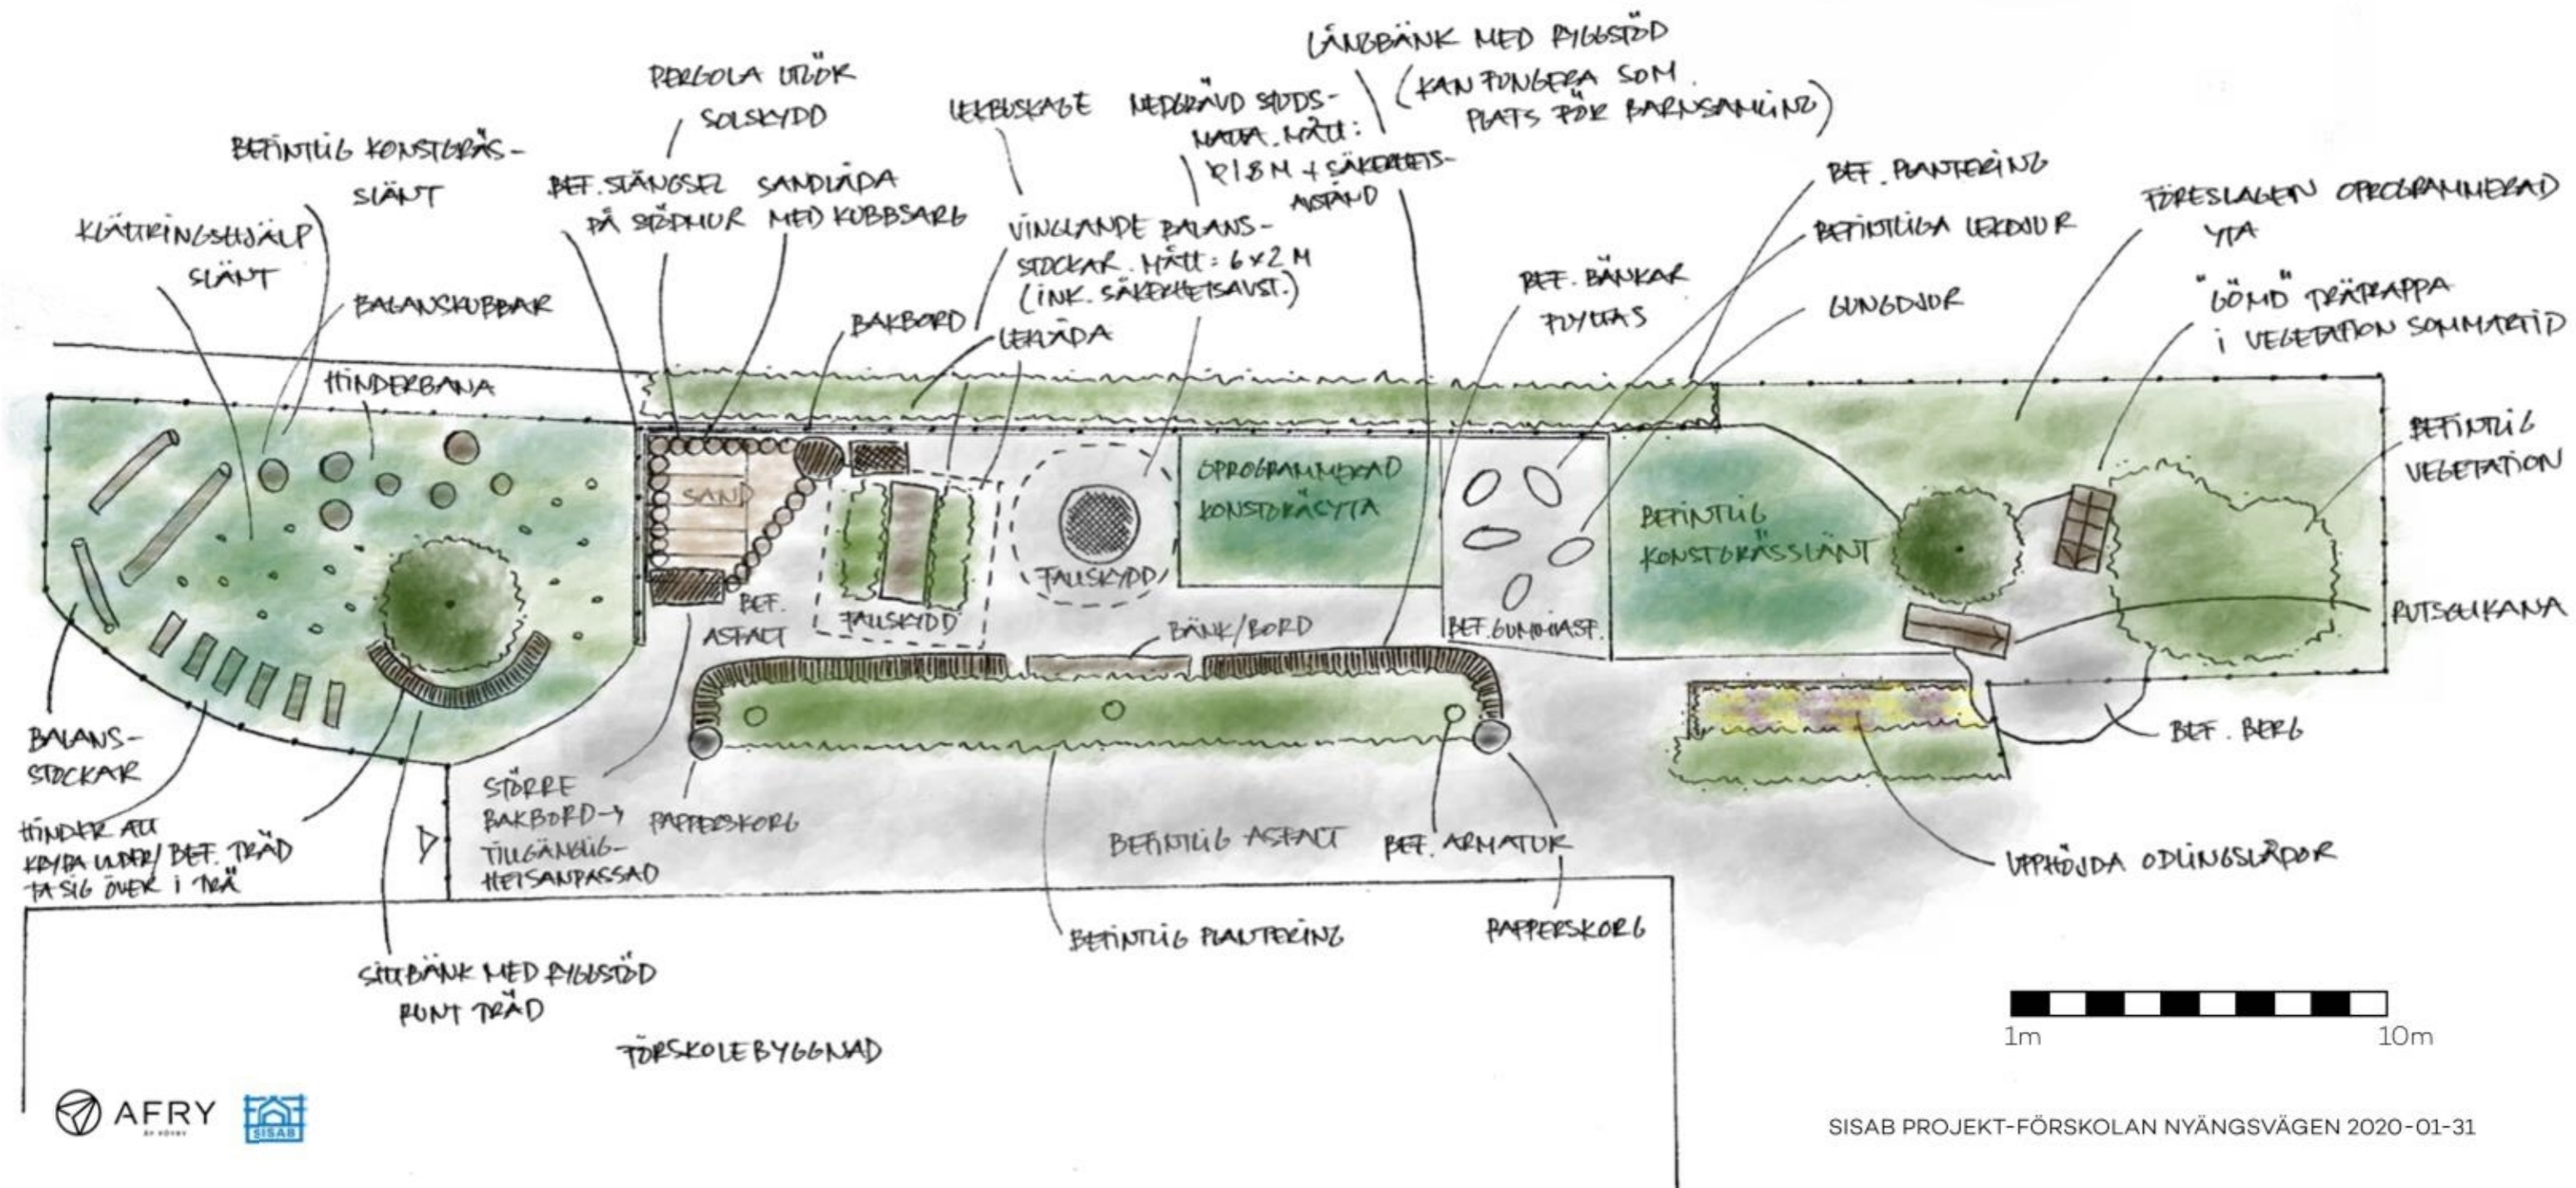 LÅNGBÄNK MED RYGGSTÖD
(KAN FUNGERA SOM
PLATS FÖR BARNSAMLING)
PERGOLA UTGÖR
SOLSKYDD
LEKBUSKAGE
NEDGRÄVD STUDS-
MATTA. MÅTT:
+ SÄKERHETS-
AVSTÅND
BEFINTLIG KONSTGRÄS-
SLÄNT
BEF. STÄNGSEL
PÅ STÖDMUR
SANDLÅDA
MED KUBBSARG
BEF. PLANTERING
FÖRESLAGEN OPROGRAMMERAD
YTA
KLÄTTRINGSHJÄLP
SLÄNT
VINGLANDE BALANS-
STOCKAR. MÅTT: 6x2 M
(INK. SÄKERHETSAVST.)
BEFINTLIGA LEKDJUR
BEF. BÄNKAR
FLYTTAS
"GÖMD" TRÄTRAPPA
I VEGETATION SOMMARTID
BALANSKUBBAR
BAKBORD
LEKLÅDA
GUNGDJUR
HINDERBANA
BEFINTLIG
VEGETATION
SAND
OPROGRAMMERAD
KONSTGRÄSYTA
BEFINTLIG
KONSTGRÄSSLÄNT
FALLSKYDD
FALLSKYDD
BEF.
ASFALT
BÄNK/BORD
BEF. GUMMIASF.
RUTSCHKANA
BALANS-
STOCKAR
BEF. BERG
STÖRRE
BAKBORD→
TILLGÄNGLIG-
HETSANPASSAD
PAPPERSKORG
BEFINTLIG ASFALT
BEF. ARMATUR
HINDER ATT
KRYPA UNDER/
TA SIG ÖVER I TRÄ
BEF. TRÄD
UPPHÖJDA ODLINGSLÅDOR
BEFINTLIG PLANTERING
PAPPERSKORG
SITTBÄNK MED RYGGSTÖD
RUNT TRÄD
FÖRSKOLEBYGGNAD
1m 10m
AFRY
SISAB
SISAB PROJEKT-FÖRSKOLAN NYÄNGSVÄGEN 2020-01-31